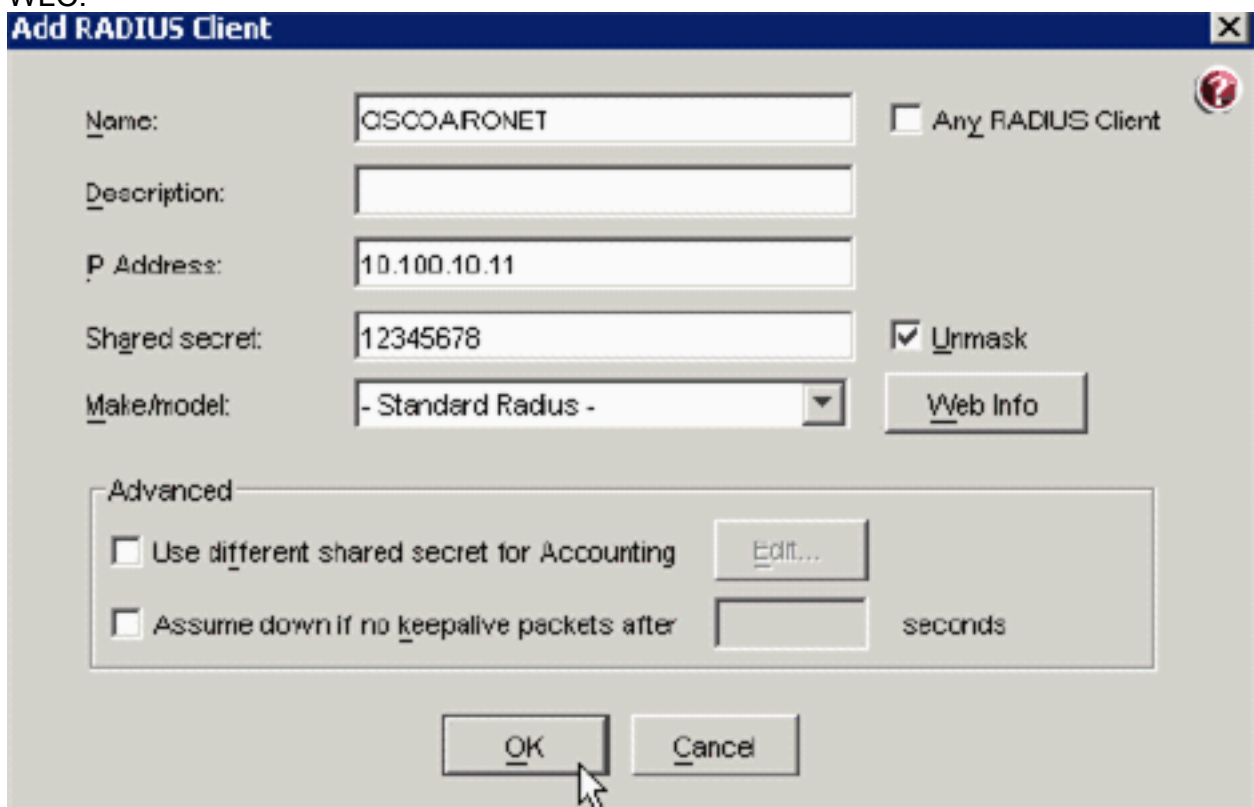 WLC.
Add RADIUS Client
Name: CISCOAIRONET Any RADIUS Client
Description:
IP Address: 10.100.10.11
Shared secret: 12345678 Unmask
Make/model: - Standard Radius - Web Info
Advanced
Use different shared secret for Accounting Edit...
Assume down if no keepalive packets after seconds
OK Cancel